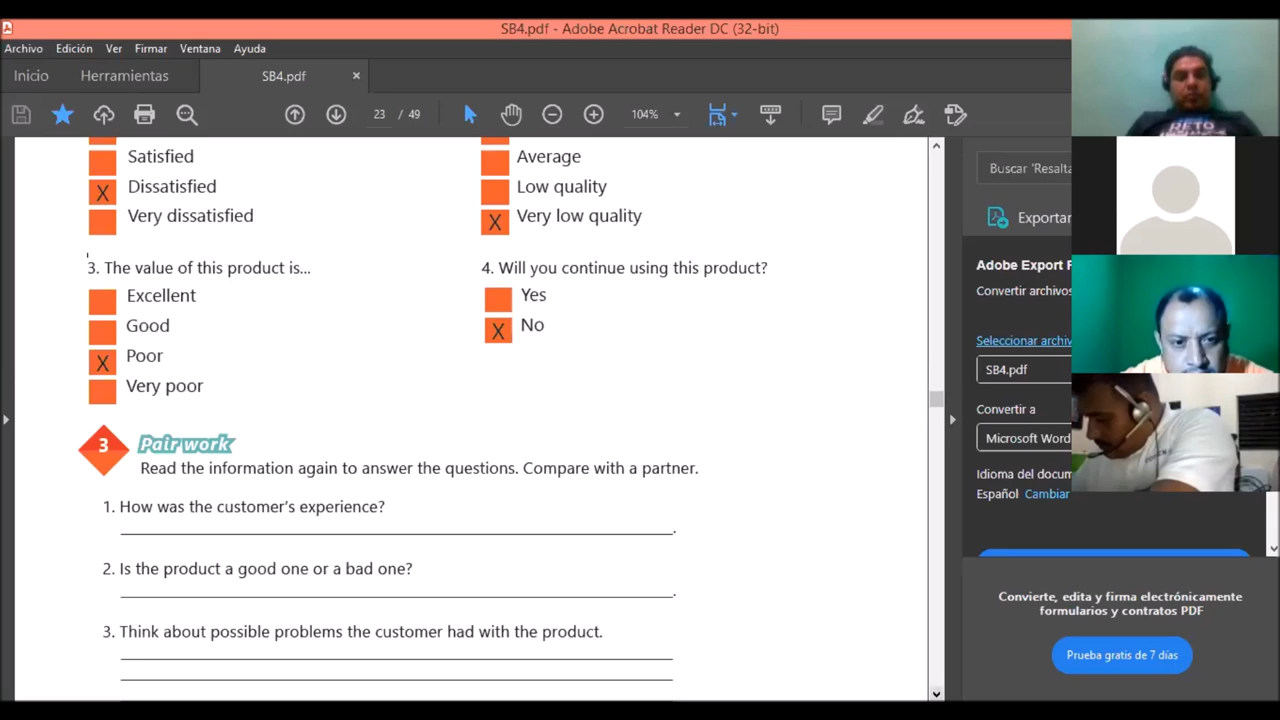 SB4.pdf - Adobe Acrobat Reader DC (32-bit)
Archivo Edición Ver Firmar Ventana Ayuda
Inicio Herramientas SB4.pdf ×
23 / 49 104%
Satisfied
X Dissatisfied
Very dissatisfied
Average
Low quality
X Very low quality
3. The value of this product is...
Excellent
Good
X Poor
Very poor
4. Will you continue using this product?
Yes
X No
3 Pair work
Read the information again to answer the questions. Compare with a partner.
1. How was the customer's experience?
2. Is the product a good one or a bad one?
3. Think about possible problems the customer had with the product.
Buscar 'Resalta
Exportar
Adobe Export
Convertir archivos
Seleccionar archiv
SB4.pdf
Convertir a
Microsoft Word
Idioma del docum
Español Cambiar
Convierte, edita y firma electrónicamente
formularios y contratos PDF
Prueba gratis de 7 días